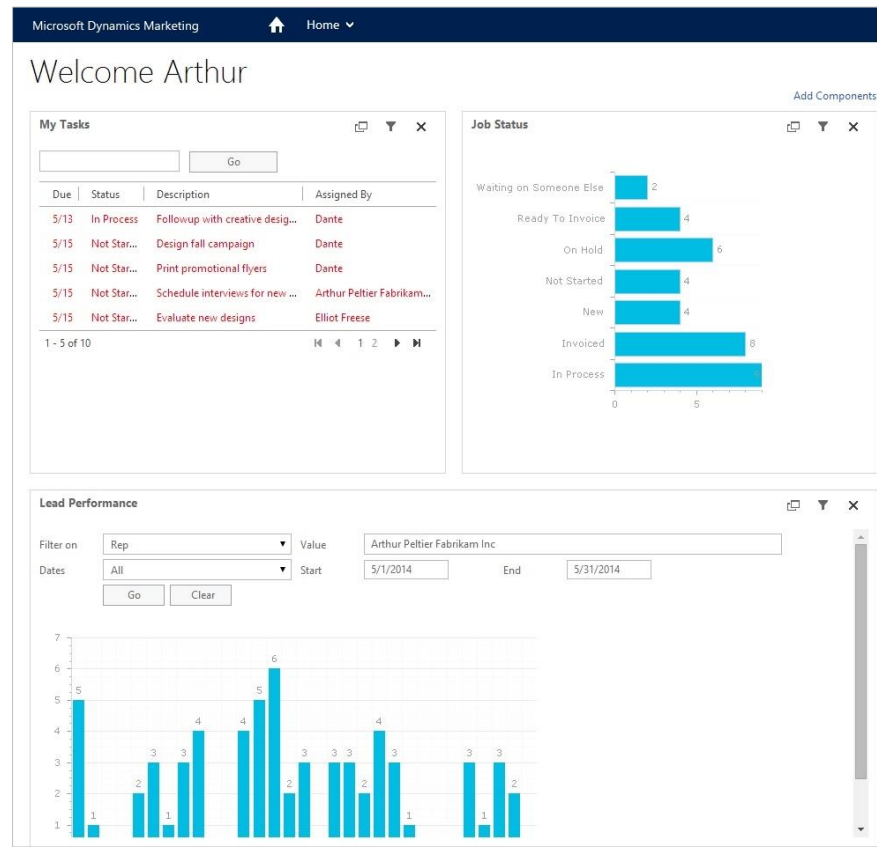 Microsoft Dynamics Marketing Home
Welcome Arthur
Add Components
My Tasks
Go
Due Status Description Assigned By
5/13 In Process Followup with creative desig... Dante
5/15 Not Star... Design fall campaign Dante
5/15 Not Star... Print promotional flyers Dante
5/15 Not Star... Schedule interviews for new ... Arthur Peltier Fabrikam...
5/15 Not Star... Evaluate new designs Elliot Freese
1 - 5 of 10 1 2
Job Status
Waiting on Someone Else 2
Ready To Invoice 4
On Hold 6
Not Started 4
New 4
Invoiced 8
In Process
0 5
Lead Performance
Filter on Rep Value Arthur Peltier Fabrikam Inc
Dates All Start 5/1/2014 End 5/31/2014
Go Clear
7
6 6
5 5 5
4 4 4 4
3 3 3 3 3 3 3 3 3
2 2 2 2 2
1 1 1 1 1